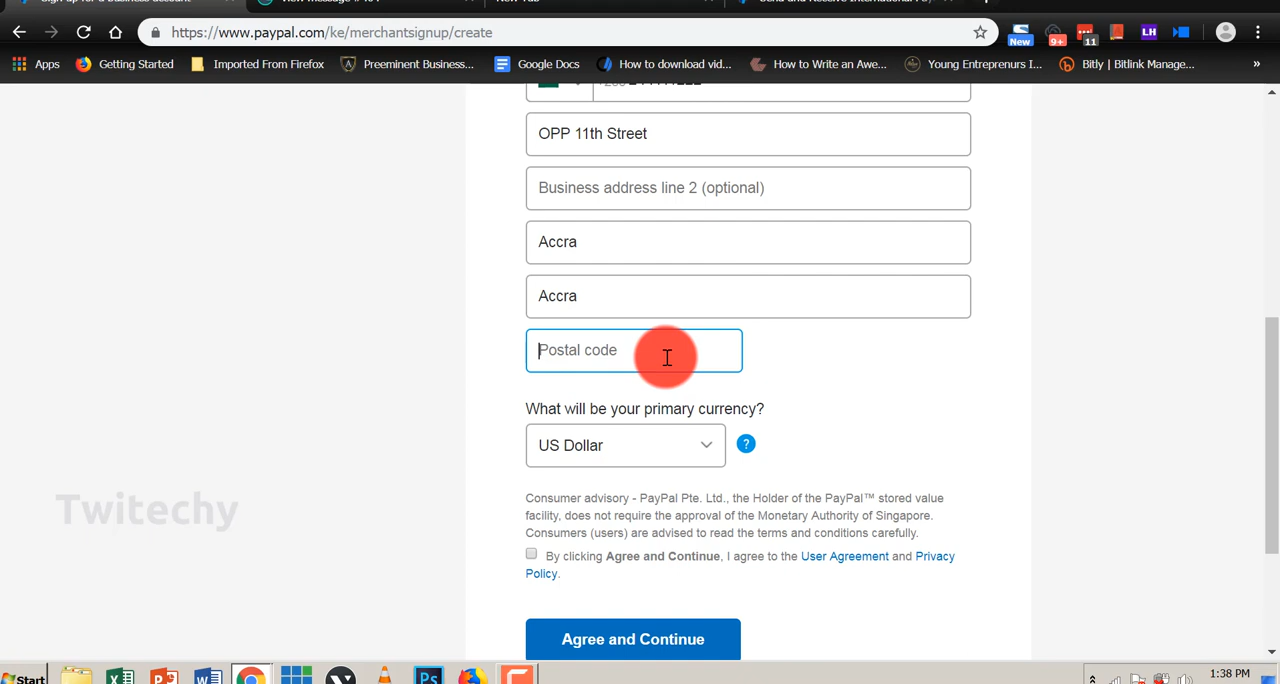 https://www.paypal.com/ke/merchantsignup/create
New
9+
11
LH
Apps
Getting Started
Imported From Firefox
Preeminent Business...
Google Docs
How to download vid...
How to Write an Awe...
Young Entreprenurs I...
Bitly | Bitlink Manage...
»
OPP 11th Street
Business address line 2 (optional)
Accra
Accra
Postal code
What will be your primary currency?
US Dollar
?
Twitechy
Consumer advisory - PayPal Pte. Ltd., the Holder of the PayPal™ stored value
facility, does not require the approval of the Monetary Authority of Singapore.
Consumers (users) are advised to read the terms and conditions carefully.
By clicking Agree and Continue, I agree to the User Agreement and Privacy
Policy.
Agree and Continue
Start
Ps
1:38 PM